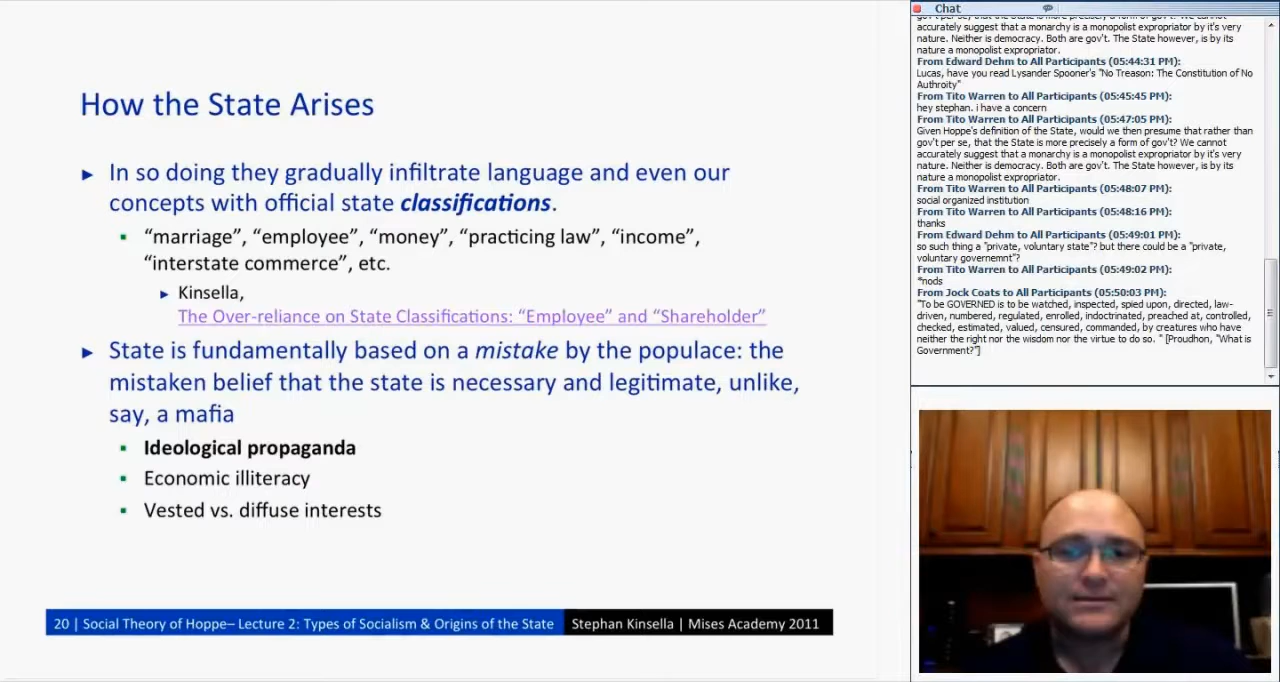 How the State Arises
► In so doing they gradually infiltrate language and even our
concepts with official state classifications.
▪ “marriage”, “employee”, “money”, “practicing law”, “income”,
“interstate commerce”, etc.
► Kinsella,
The Over-reliance on State Classifications: “Employee” and “Shareholder”
► State is fundamentally based on a mistake by the populace: the
mistaken belief that the state is necessary and legitimate, unlike,
say, a mafia
▪ Ideological propaganda
▪ Economic illiteracy
▪ Vested vs. diffuse interests
20 | Social Theory of Hoppe– Lecture 2: Types of Socialism & Origins of the State
Stephan Kinsella | Mises Academy 2011
Chat
gov't per se, that the State is more precisely a form of gov't? We cannot
accurately suggest that a monarchy is a monopolist expropriator by it's very
nature. Neither is democracy. Both are gov't. The State however, is by its
nature a monopolist expropriator.
From Edward Dehm to All Participants (05:44:31 PM):
Lucas, have you read Lysander Spooner's "No Treason: The Constitution of No
Authroity"
From Tito Warren to All Participants (05:45:45 PM):
hey stephan. i have a concern
From Tito Warren to All Participants (05:47:05 PM):
Given Hoppe's definition of the State, would we then presume that rather than
gov't per se, that the State is more precisely a form of gov't? We cannot
accurately suggest that a monarchy is a monopolist expropriator by it's very
nature. Neither is democracy. Both are gov't. The State however, is by its
nature a monopolist expropriator.
From Tito Warren to All Participants (05:48:07 PM):
social organized institution
From Tito Warren to All Participants (05:48:16 PM):
thanks
From Edward Dehm to All Participants (05:49:01 PM):
so such thing a "private, voluntary state"? but there could be a "private,
voluntary governemnt"?
From Tito Warren to All Participants (05:49:02 PM):
*nods
From Jock Coats to All Participants (05:50:03 PM):
"To be GOVERNED is to be watched, inspected, spied upon, directed, law-
driven, numbered, regulated, enrolled, indoctrinated, preached at, controlled,
checked, estimated, valued, censured, commanded, by creatures who have
neither the right nor the wisdom nor the virtue to do so. " [Proudhon, "What is
Government?"]